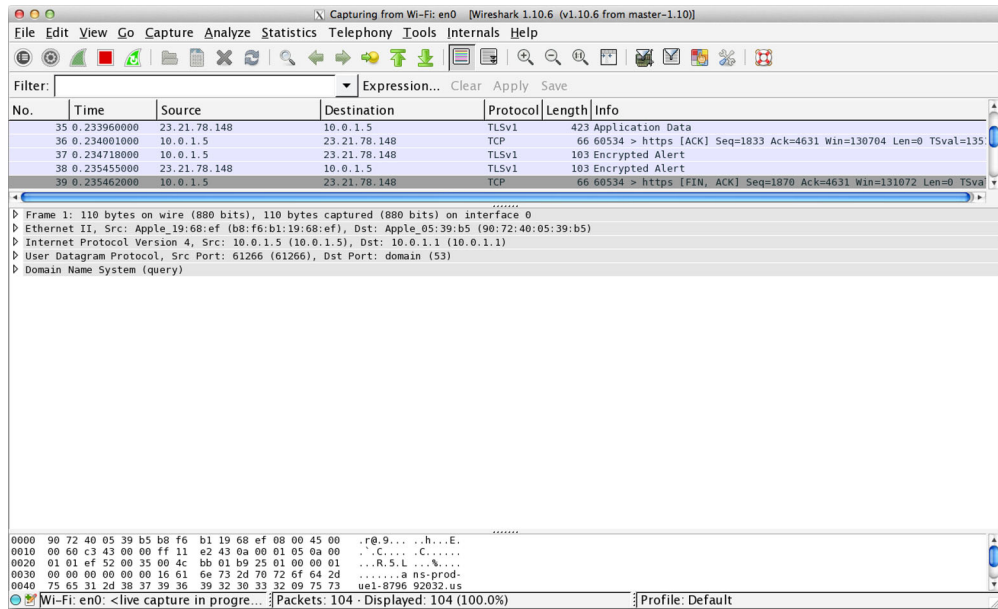 Capturing from Wi-Fi: en0 [Wireshark 1.10.6 (v1.10.6 from master-1.10)]
File Edit View Go Capture Analyze Statistics Telephony Tools Internals Help
Filter: Expression... Clear Apply Save
No. Time Source Destination Protocol Length Info
35 0.233960000 23.21.78.148 10.0.1.5 TLSv1 423 Application Data
36 0.234001000 10.0.1.5 23.21.78.148 TCP 66 60534 > https [ACK] Seq=1833 Ack=4631 Win=130704 Len=0 TSval=135
37 0.234718000 10.0.1.5 23.21.78.148 TLSv1 103 Encrypted Alert
38 0.235455000 23.21.78.148 10.0.1.5 TLSv1 103 Encrypted Alert
39 0.235462000 10.0.1.5 23.21.78.148 TCP 66 60534 > https [FIN, ACK] Seq=1870 Ack=4631 Win=131072 Len=0 TSva
Frame 1: 110 bytes on wire (880 bits), 110 bytes captured (880 bits) on interface 0
Ethernet II, Src: Apple_19:68:ef (b8:f6:b1:19:68:ef), Dst: Apple_05:39:b5 (90:72:40:05:39:b5)
Internet Protocol Version 4, Src: 10.0.1.5 (10.0.1.5), Dst: 10.0.1.1 (10.0.1.1)
User Datagram Protocol, Src Port: 61266 (61266), Dst Port: domain (53)
Domain Name System (query)
0000 90 72 40 05 39 b5 b8 f6 b1 19 68 ef 08 00 45 00 .r@.9... ..h...E.
0010 00 60 c3 43 00 00 ff 11 e2 43 0a 00 01 05 0a 00 .`.C.... .C......
0020 01 01 ef 52 00 35 00 4c bb 01 b9 25 01 00 00 01 ...R.5.L ...%....
0030 00 00 00 00 00 00 16 61 6e 73 2d 70 72 6f 64 2d .......a ns-prod-
0040 75 65 31 2d 38 37 39 36 39 32 30 33 32 09 75 73 ue1-8796 92032.us
Wi-Fi: en0: <live capture in progre... Packets: 104 · Displayed: 104 (100.0%) Profile: Default